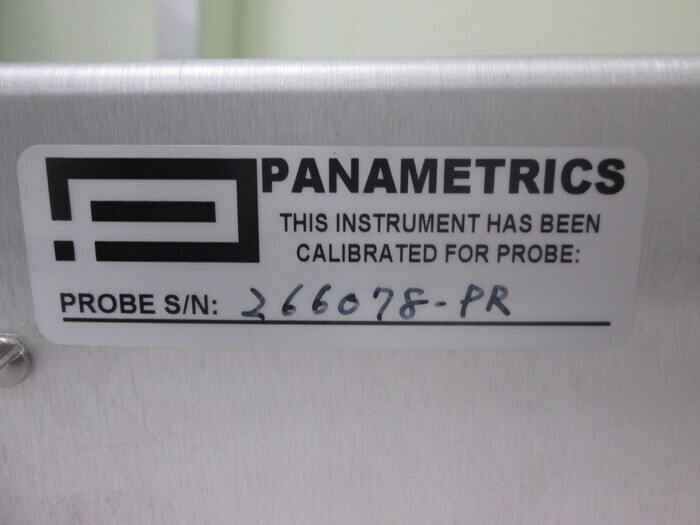 PANAMETRICS
THIS INSTRUMENT HAS BEEN
CALIBRATED FOR PROBE:
PROBE S/N: 266078-PR